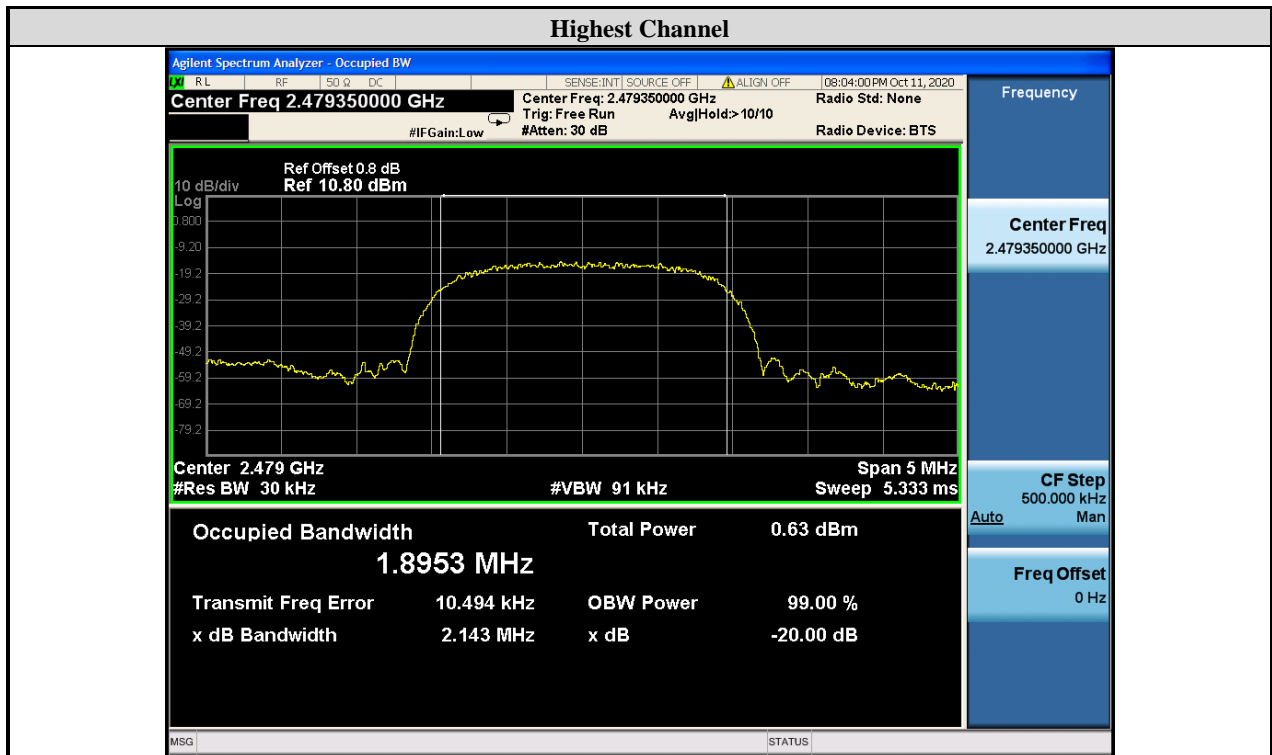 Highest Channel
Agilent Spectrum Analyzer - Occupied BW
LXI RL RF 50 Ω DC SENSE:INT SOURCE OFF ALIGN OFF 08:04:00 PM Oct 11, 2020
Center Freq 2.479350000 GHz
Center Freq: 2.479350000 GHz
Radio Std: None
Trig: Free Run Avg|Hold:>10/10
#IFGain:Low
#Atten: 30 dB
Radio Device: BTS
Frequency
Ref Offset 0.8 dB
10 dB/div Ref 10.80 dBm
Log
0.800
-9.20
-19.2
-29.2
-39.2
-49.2
-59.2
-69.2
-79.2
Center 2.479 GHz Span 5 MHz
#Res BW 30 kHz #VBW 91 kHz Sweep 5.333 ms
Center Freq
2.479350000 GHz
CF Step
500.000 kHz
Auto Man
Freq Offset
0 Hz
Occupied Bandwidth Total Power 0.63 dBm
1.8953 MHz
Transmit Freq Error 10.494 kHz OBW Power 99.00 %
x dB Bandwidth 2.143 MHz x dB -20.00 dB
MSG STATUS